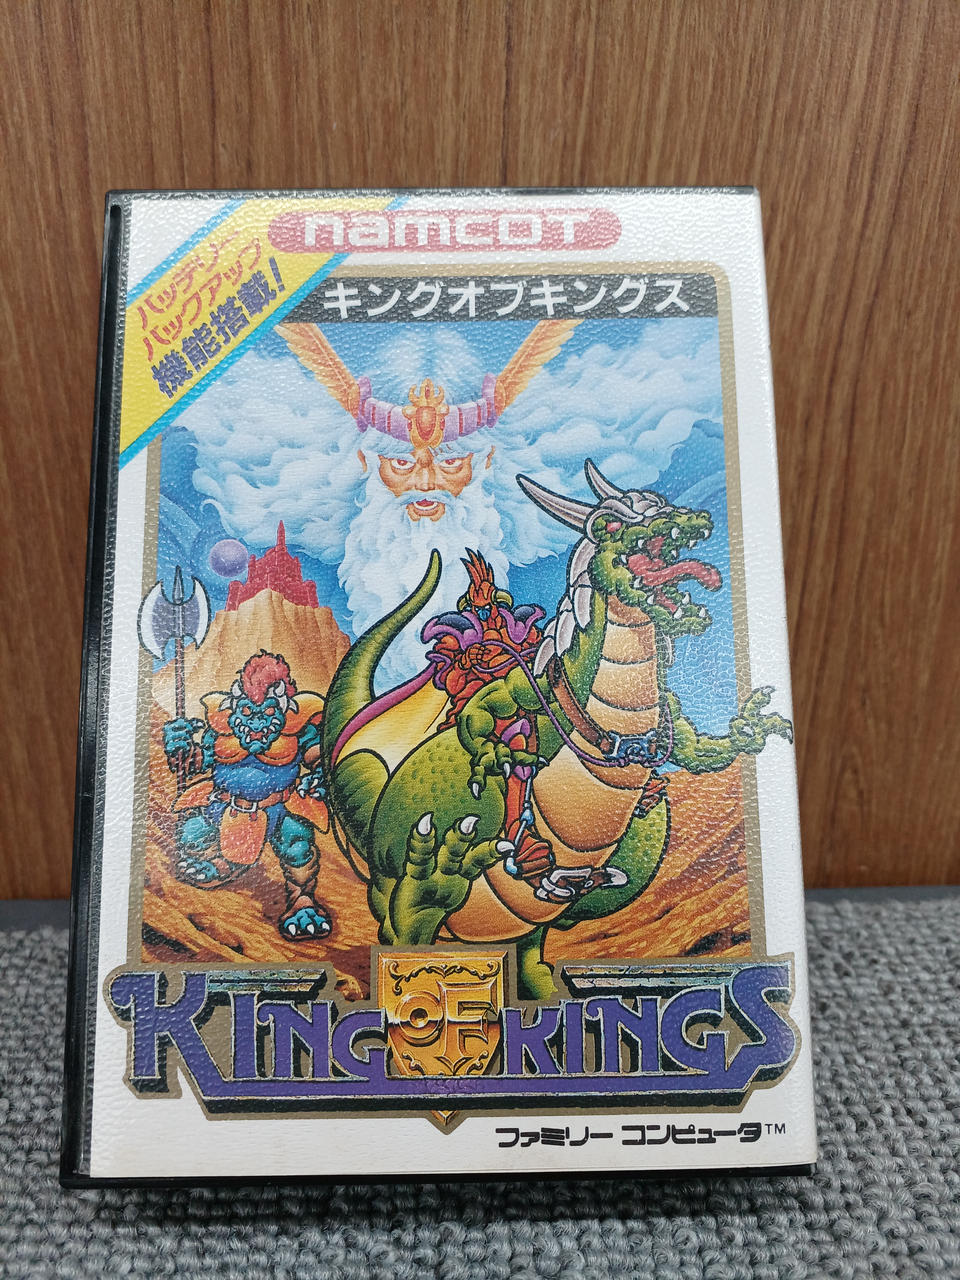 namcot
バッテリー
バックアップ
機能搭載!
キングオブキングス
KING OF KINGS
ファミリー コンピュータ™